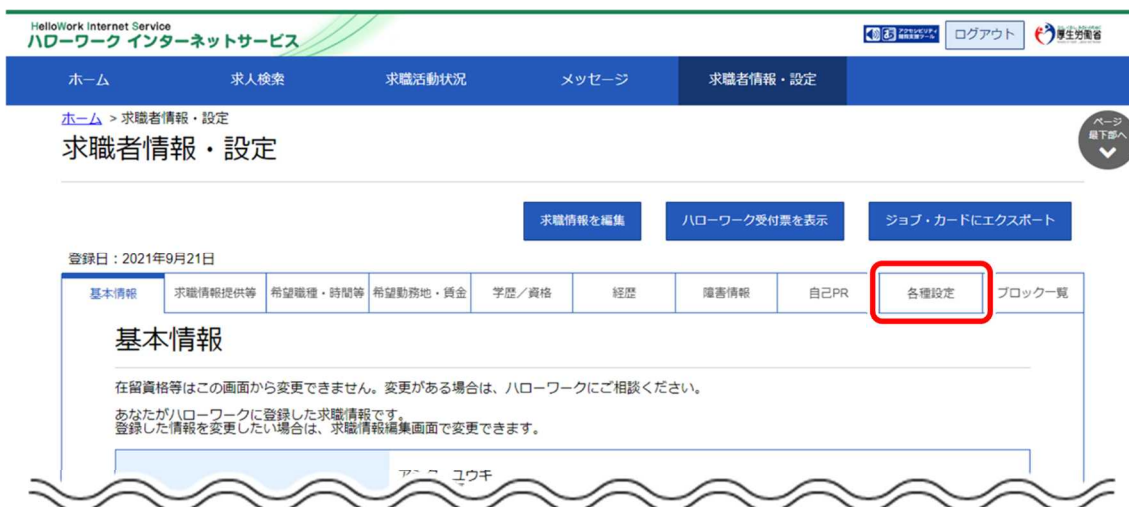 HelloWork Internet Service
ハローワーク インターネットサービス
ログアウト
厚生労働省
ホーム 求人検索 求職活動状況 メッセージ 求職者情報・設定
ホーム > 求職者情報・設定
ページ
最下部へ
求職者情報・設定
求職情報を編集 ハローワーク受付票を表示 ジョブ・カードにエクスポート
登録日：2021年9月21日
基本情報 求職情報提供等 希望職種・時間等 希望勤務地・賃金 学歴／資格 経歴 障害情報 自己PR 各種設定 ブロック一覧
基本情報
在留資格等はこの画面から変更できません。変更がある場合は、ハローワークにご相談ください。
あなたがハローワークに登録した求職情報です。
登録した情報を変更したい場合は、求職情報編集画面で変更できます。
ユウキ